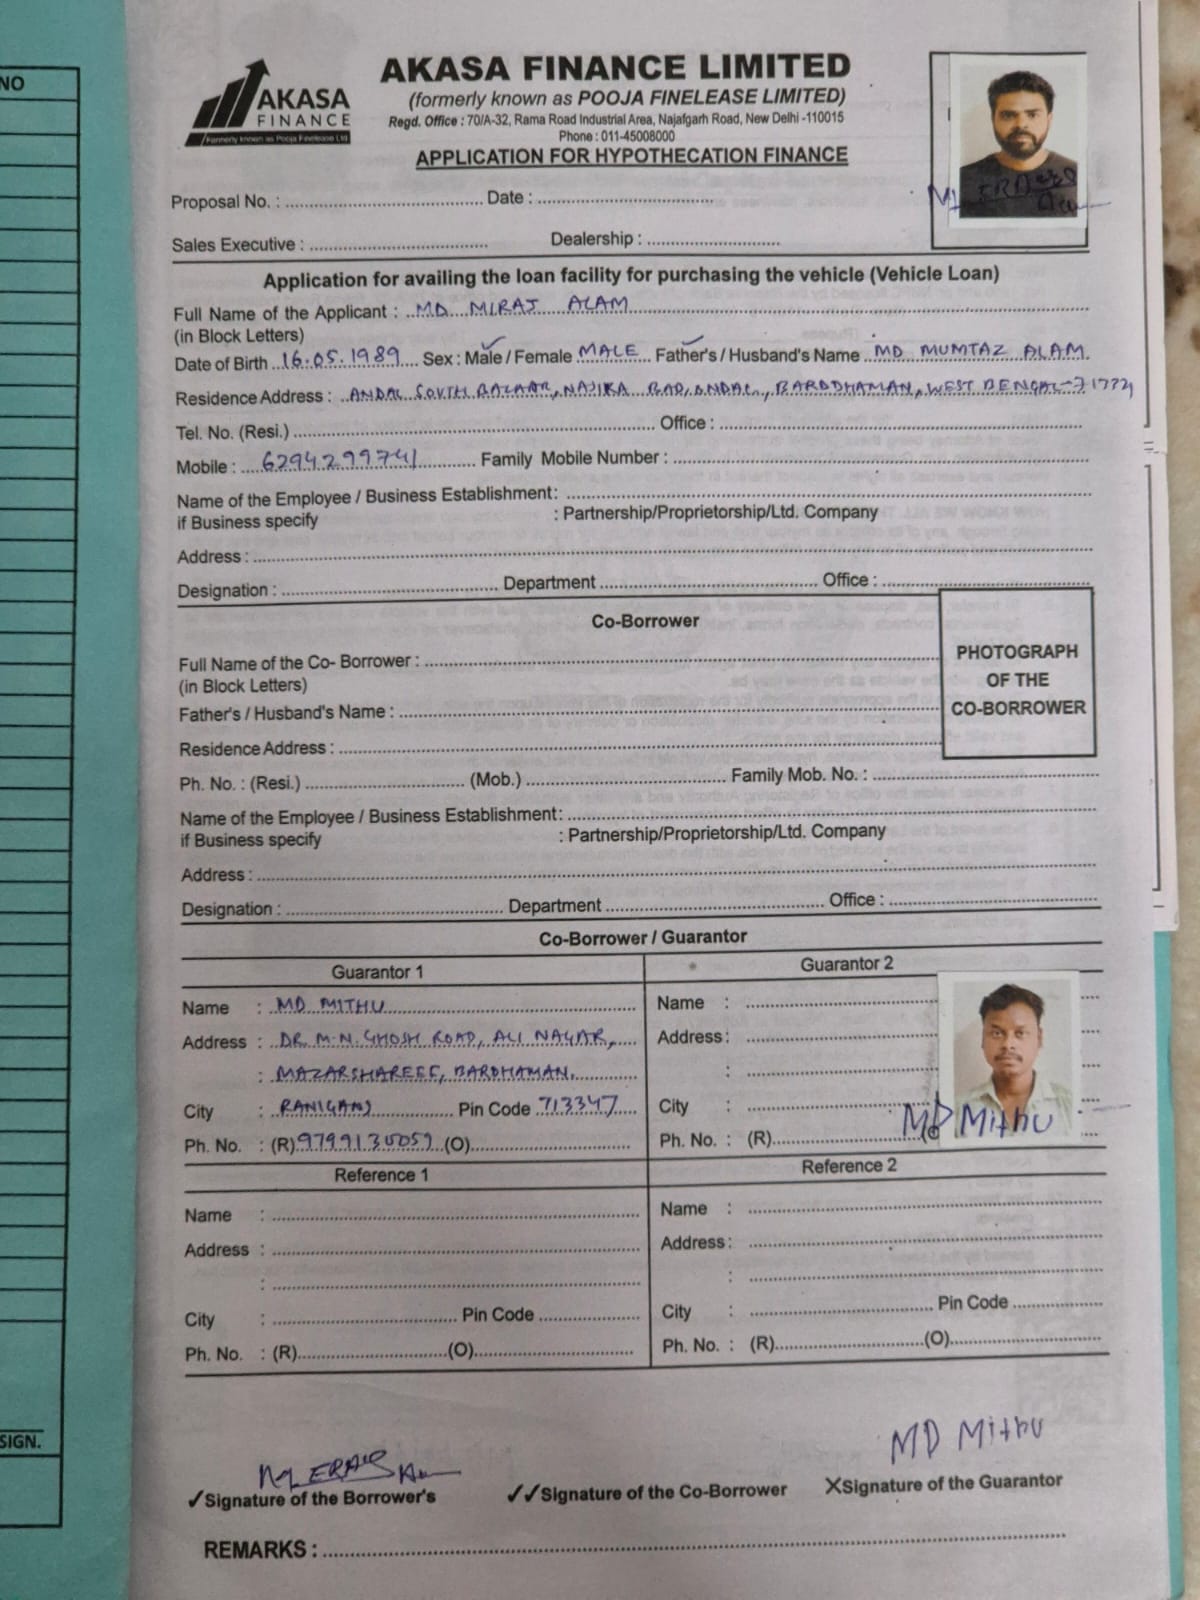 NO
AKASA
FINANCE
Formerly known as Pooja Finelease Ltd
AKASA FINANCE LIMITED
(formerly known as POOJA FINELEASE LIMITED)
Regd. Office : 70/A-32, Rama Road Industrial Area, Najafgarh Road, New Delhi -110015
Phone : 011-45008000
APPLICATION FOR HYPOTHECATION FINANCE
Proposal No. : Date :
Sales Executive : Dealership :
Application for availing the loan facility for purchasing the vehicle (Vehicle Loan)
Full Name of the Applicant : MD MIRAJ ALAM
(in Block Letters)
Date of Birth 16.05.1989 Sex : Male / Female MALE Father's / Husband's Name MD MUMTAZ ALAM
Residence Address : ANDAL SOUTH BAZAAR, NAJIRA BAD, ANDAL, BARDDHAMAN, WEST BENGAL-
Tel. No. (Resi.) Office :
Mobile : 6294299741 Family Mobile Number :
Name of the Employee / Business Establishment:
if Business specify : Partnership/Proprietorship/Ltd. Company
Address :
Designation : Department Office :
Co-Borrower
Full Name of the Co- Borrower :
(in Block Letters)
Father's / Husband's Name :
Residence Address :
PHOTOGRAPH
OF THE
CO-BORROWER
Ph. No. : (Resi.) (Mob.) Family Mob. No. :
Name of the Employee / Business Establishment:
if Business specify : Partnership/Proprietorship/Ltd. Company
Address :
Designation : Department Office :
Co-Borrower / Guarantor
Guarantor 1 Guarantor 2
Name : MD MITHU Name :
Address : DR. M.N. GHOSH ROAD, ALI NAGAR, Address :
: MAZARSHAREEF, BARDHAMAN. :
City : RANIGANJ Pin Code 713347 City :
Ph. No. : (R) 9799130059 (O) Ph. No. : (R)
MD Mithu
Reference 1 Reference 2
Name : Name :
Address : Address :
: :
City : Pin Code City : Pin Code
Ph. No. : (R) (O) Ph. No. : (R) (O)
MD Mithu
✓Signature of the Borrower's ✓✓Signature of the Co-Borrower XSignature of the Guarantor
REMARKS :
SIGN.